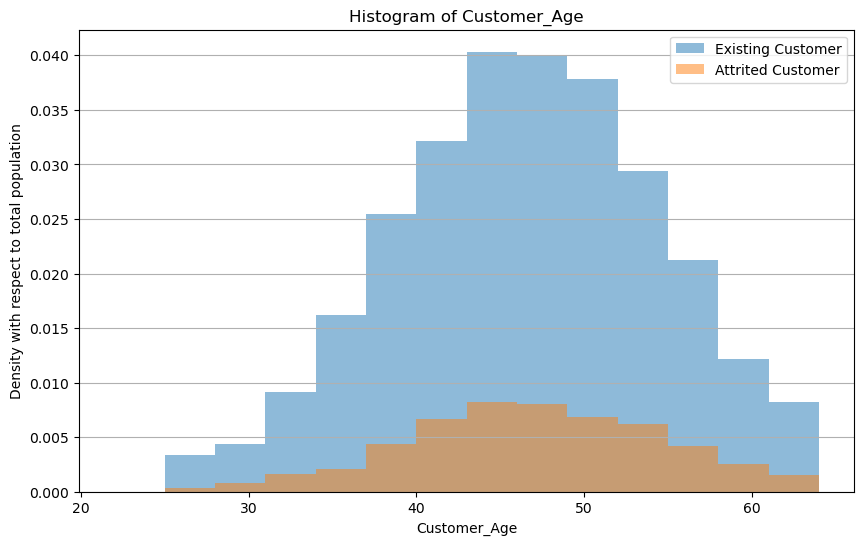 Histogram of Customer_Age
Existing Customer
Attrited Customer
Density with respect to total population
0.040
0.035
0.030
0.025
0.020
0.015
0.010
0.005
0.000
20 30 40 50 60
Customer_Age